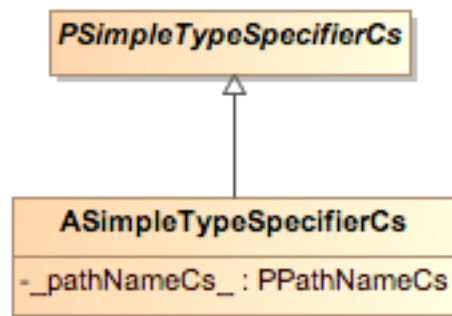 PSimpleTypeSpecifierCs
ASimpleTypeSpecifierCs
-_pathNameCs_ : PPathNameCs